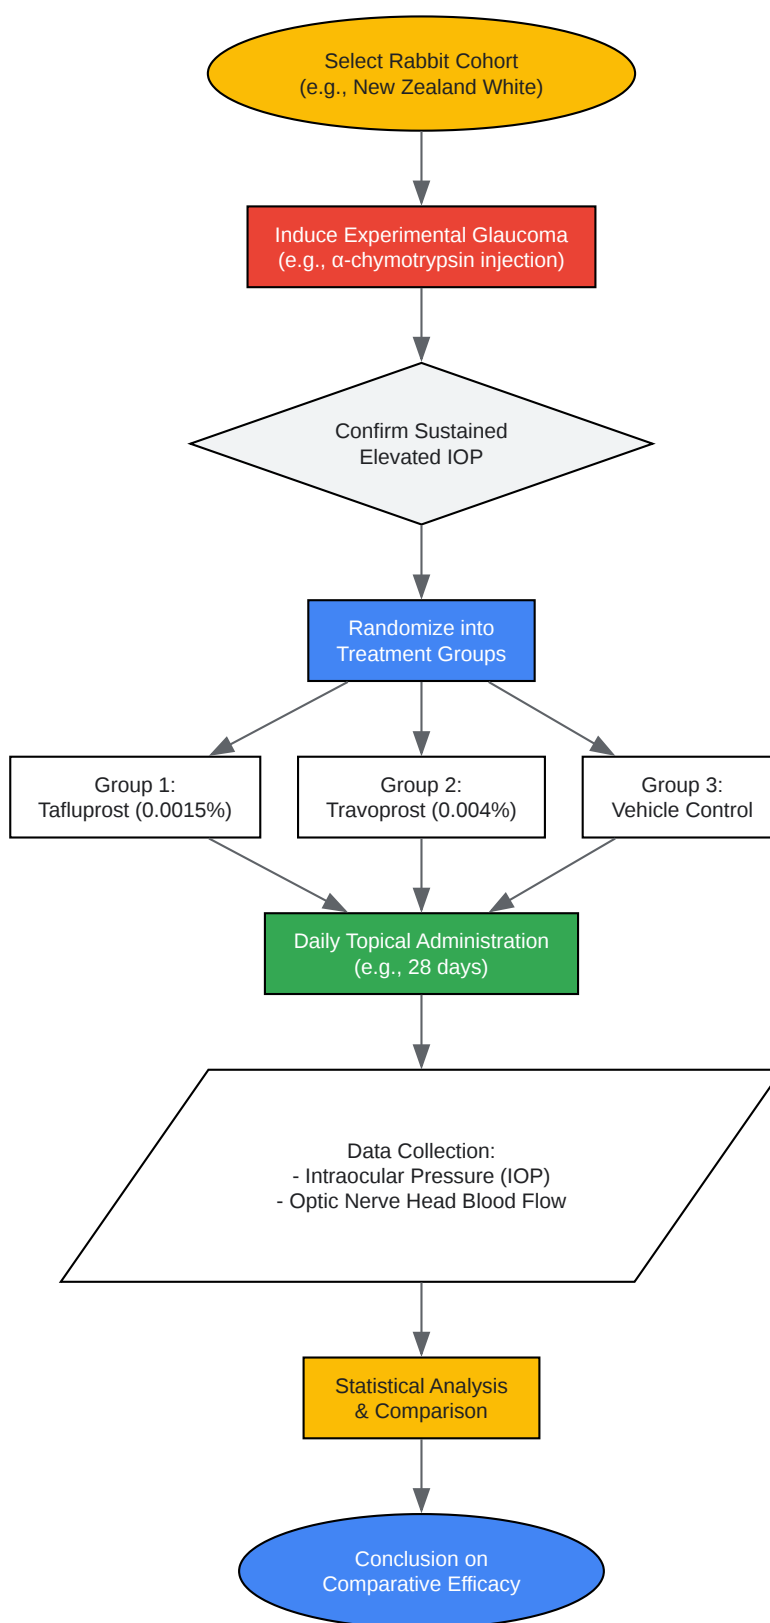 Select Rabbit Cohort
(e.g., New Zealand White)
Induce Experimental Glaucoma
(e.g., α-chymotrypsin injection)
Confirm Sustained
Elevated IOP
Randomize into
Treatment Groups
Group 1:
Tafluprost (0.0015%)
Group 2:
Travoprost (0.004%)
Group 3:
Vehicle Control
Daily Topical Administration
(e.g., 28 days)
Data Collection:
- Intraocular Pressure (IOP)
- Optic Nerve Head Blood Flow
Statistical Analysis
& Comparison
Conclusion on
Comparative Efficacy